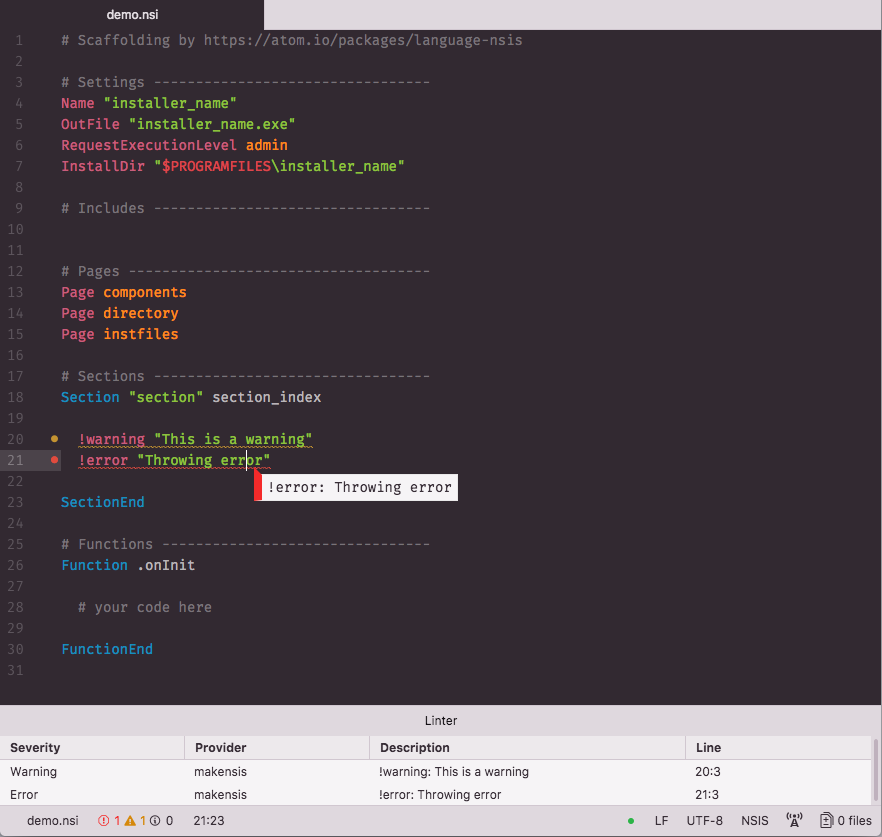 demo.nsi
1 # Scaffolding by https://atom.io/packages/language-nsis
2
3 # Settings ---------------------------------
4 Name "installer_name"
5 OutFile "installer_name.exe"
6 RequestExecutionLevel admin
7 InstallDir "$PROGRAMFILES\installer_name"
8
9 # Includes ---------------------------------
10
11
12 # Pages ------------------------------------
13 Page components
14 Page directory
15 Page instfiles
16
17 # Sections ---------------------------------
18 Section "section" section_index
19
20 !warning "This is a warning"
21 !error "Throwing error"
22 !error: Throwing error
23 SectionEnd
24
25 # Functions --------------------------------
26 Function .onInit
27
28 # your code here
29
30 FunctionEnd
31
Linter
Severity Provider Description Line
Warning makensis !warning: This is a warning 20:3
Error makensis !error: Throwing error 21:3
demo.nsi 1 1 0 21:23 LF UTF-8 NSIS 0 files